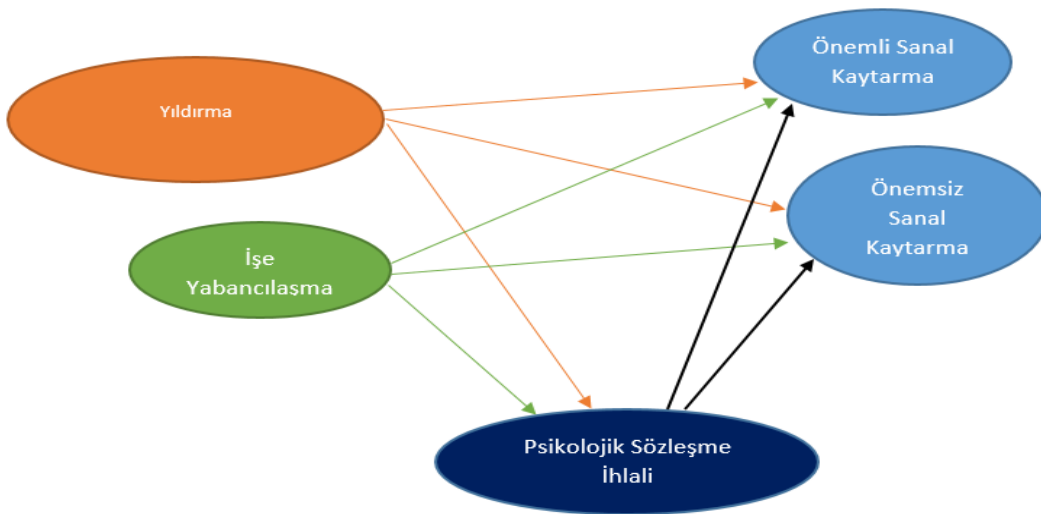 Yıldırma
Önemli Sanal
Kaytarma
Önemsiz
Sanal
Kaytarma
İşe
Yabancılaşma
Psikolojik Sözleşme
İhlali